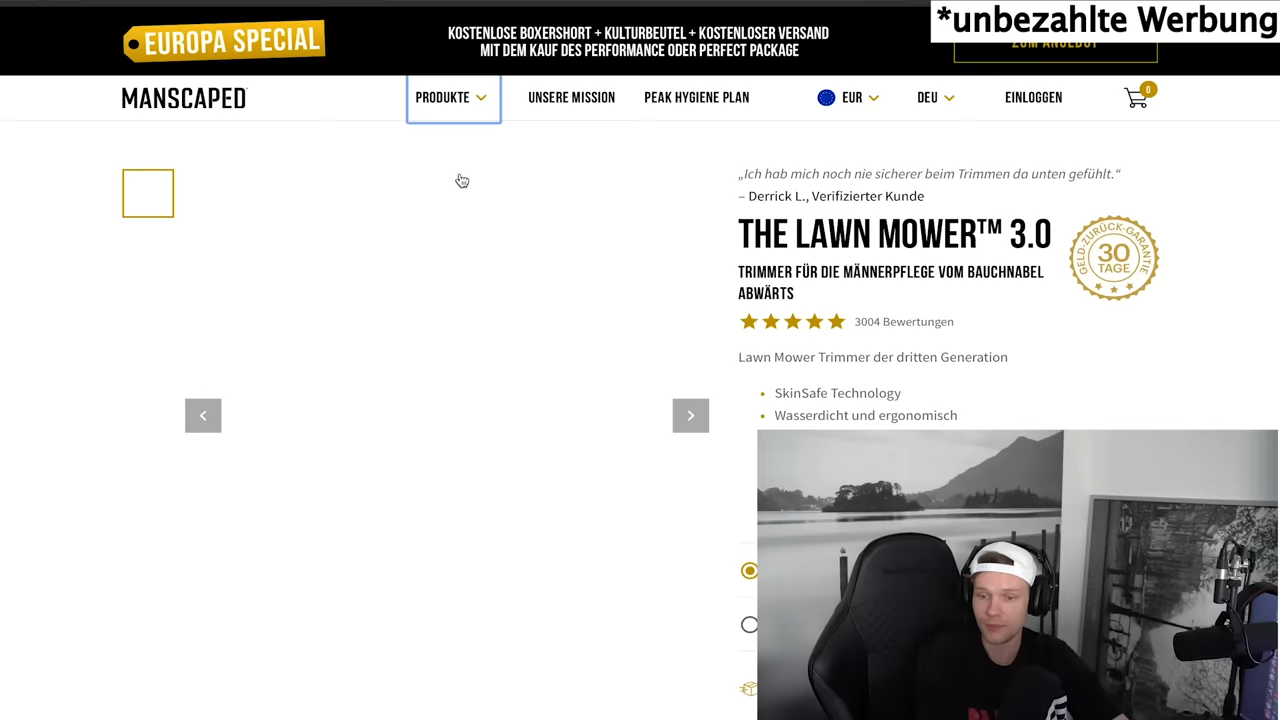 *unbezahlte Werbung
EUROPA SPECIAL
KOSTENLOSE BOXERSHORT + KULTURBEUTEL + KOSTENLOSER VERSAND
MIT DEM KAUF DES PERFORMANCE ODER PERFECT PACKAGE
ZUM ANGEBOT
MANSCAPED
PRODUKTE
UNSERE MISSION
PEAK HYGIENE PLAN
EUR
DEU
EINLOGGEN
0
„Ich hab mich noch nie sicherer beim Trimmen da unten gefühlt.“
– Derrick L., Verifizierter Kunde
THE LAWN MOWER™ 3.0
GELD-ZURÜCK-GARANTIE
30
TAGE
TRIMMER FÜR DIE MÄNNERPFLEGE VOM BAUCHNABEL
ABWÄRTS
3004 Bewertungen
Lawn Mower Trimmer der dritten Generation
• SkinSafe Technology
• Wasserdicht und ergonomisch